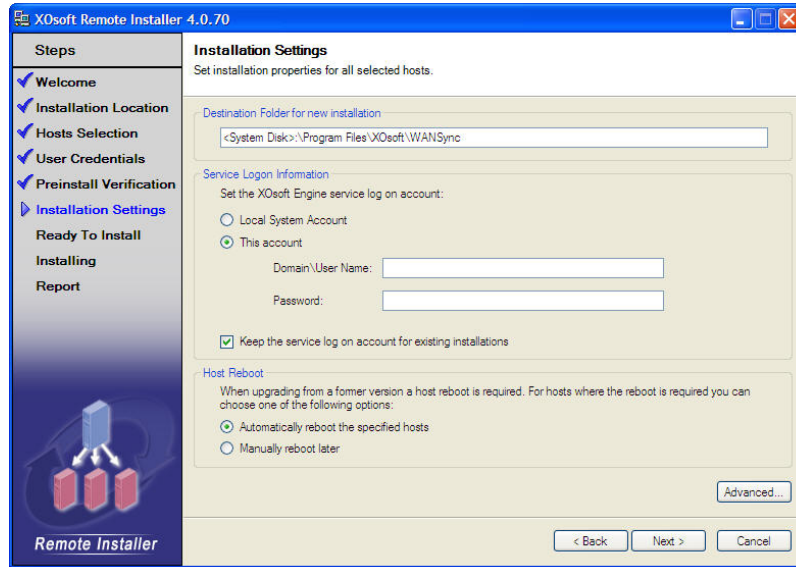 XOsoft Remote Installer 4.0.70
Steps
Welcome
Installation Location
Hosts Selection
User Credentials
Preinstall Verification
Installation Settings
Ready To Install
Installing
Report
Remote Installer
Installation Settings
Set installation properties for all selected hosts.
Destination Folder for new installation
<System Disk>:\Program Files\XOsoft\WANSync
Service Logon Information
Set the XOsoft Engine service log on account:
Local System Account
This account
Domain\User Name:
Password:
Keep the service log on account for existing installations
Host Reboot
When upgrading from a former version a host reboot is required. For hosts where the reboot is required you can
choose one of the following options:
Automatically reboot the specified hosts
Manually reboot later
Advanced...
< Back
Next >
Cancel